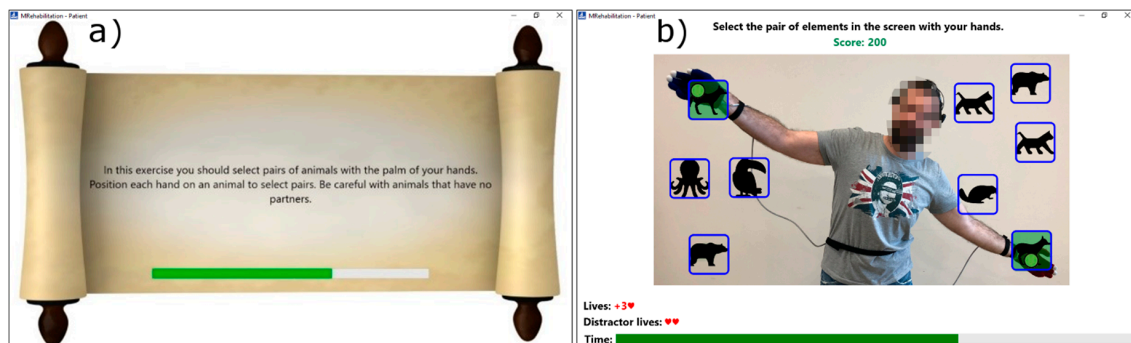 MRehabilitation - Patient
a)
In this exercise you should select pairs of animals with the palm of your hands.
Position each hand on an animal to select pairs. Be careful with animals that have no
partners.
MRehabilitation - Patient
b)
Select the pair of elements in the screen with your hands.
Score: 200
Lives: +3♥
Distractor lives: ♥♥
Time: